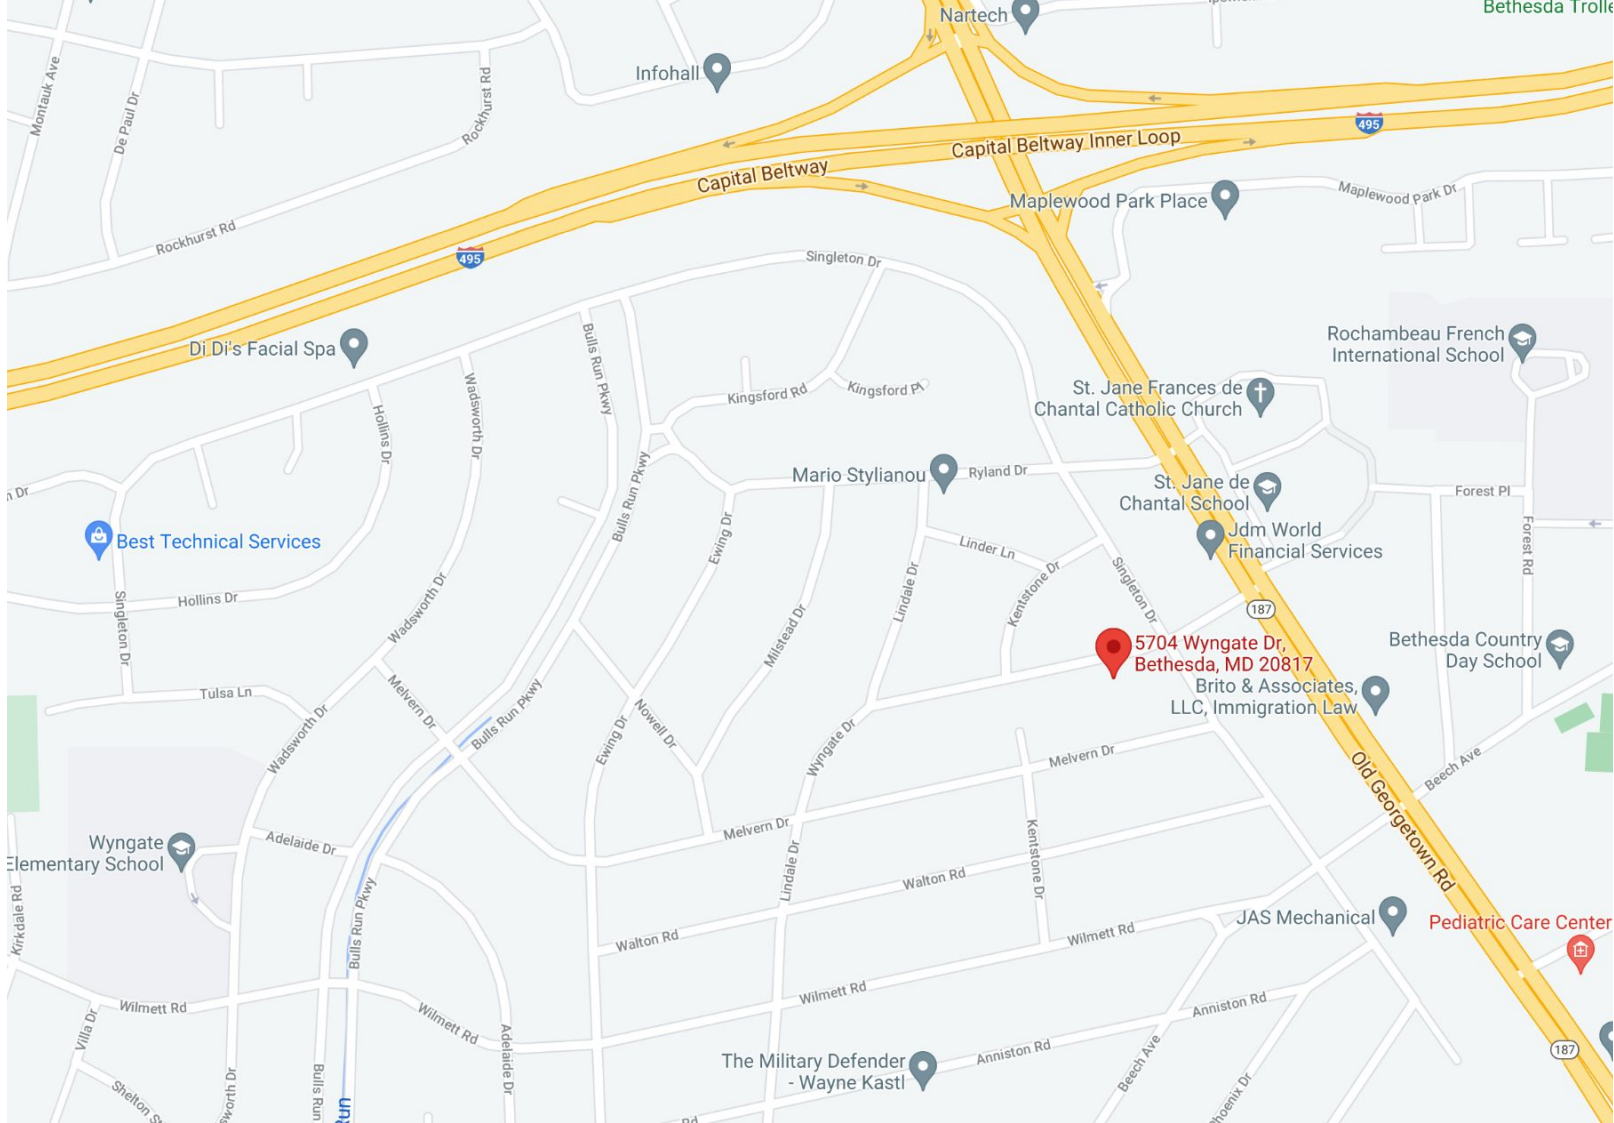 Nartech
Bethesda Trolle
Infohall
Montauk Ave
De Paul Dr
Rockhurst Rd
495
Capital Beltway Inner Loop
Capital Beltway
Maplewood Park Place
Maplewood Park Dr
Rockhurst Rd
495
Singleton Dr
Di Di's Facial Spa
Rochambeau French
International School
Bulls Run Pkwy
Wadsworth Dr
Hollins Dr
Kingsford Rd
Kingsford Pl
St. Jane Frances de
Chantal Catholic Church
Mario Stylianou
Ryland Dr
n Dr
Bulls Run Pkwy
St. Jane de
Chantal School
Forest Pl
Best Technical Services
Ewing Dr
Linder Ln
Jdm World
Financial Services
Forest Rd
Hollins Dr
Singleton Dr
Wadsworth Dr
Milstead Dr
Lindale Dr
Kentstone Dr
Singleton Dr
187
5704 Wyngate Dr,
Bethesda, MD 20817
Bethesda Country
Day School
Brito & Associates,
LLC, Immigration Law
Tulsa Ln
Melvern Dr
Bulls Run Pkwy
Wadsworth Dr
Ewing Dr
Nowell Dr
Wyngate Dr
Melvern Dr
Beech Ave
Old Georgetown Rd
Wyngate
Elementary School
Adelaide Dr
Melvern Dr
Lindale Dr
Walton Rd
Kentstone Dr
Kirkdale Rd
Bulls Run Pkwy
Walton Rd
Wilmett Rd
JAS Mechanical
Pediatric Care Center
Wilmett Rd
Wilmett Rd
Wilmett Rd
Anniston Rd
Villa Dr
Adelaide Dr
The Military Defender
- Wayne Kastl
Anniston Rd
Beech Ave
187
Shelton St
sworth Dr
Bulls Run
Run
Rd
hoenix Dr